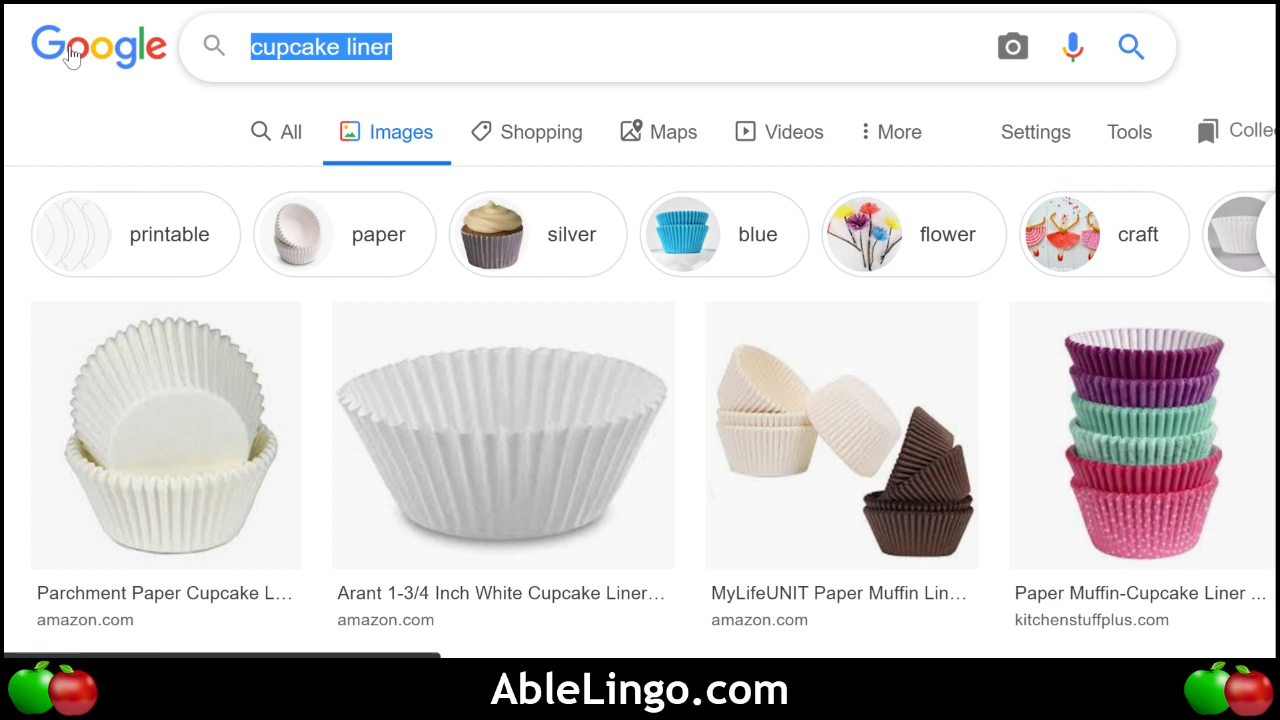 Google
cupcake liner
All Images Shopping Maps Videos More Settings Tools Colle
printable paper silver blue flower craft
Parchment Paper Cupcake L... Arant 1-3/4 Inch White Cupcake Liner... MyLifeUNIT Paper Muffin Lin... Paper Muffin-Cupcake Liner ...
amazon.com amazon.com amazon.com kitchenstuffplus.com
AbleLingo.com